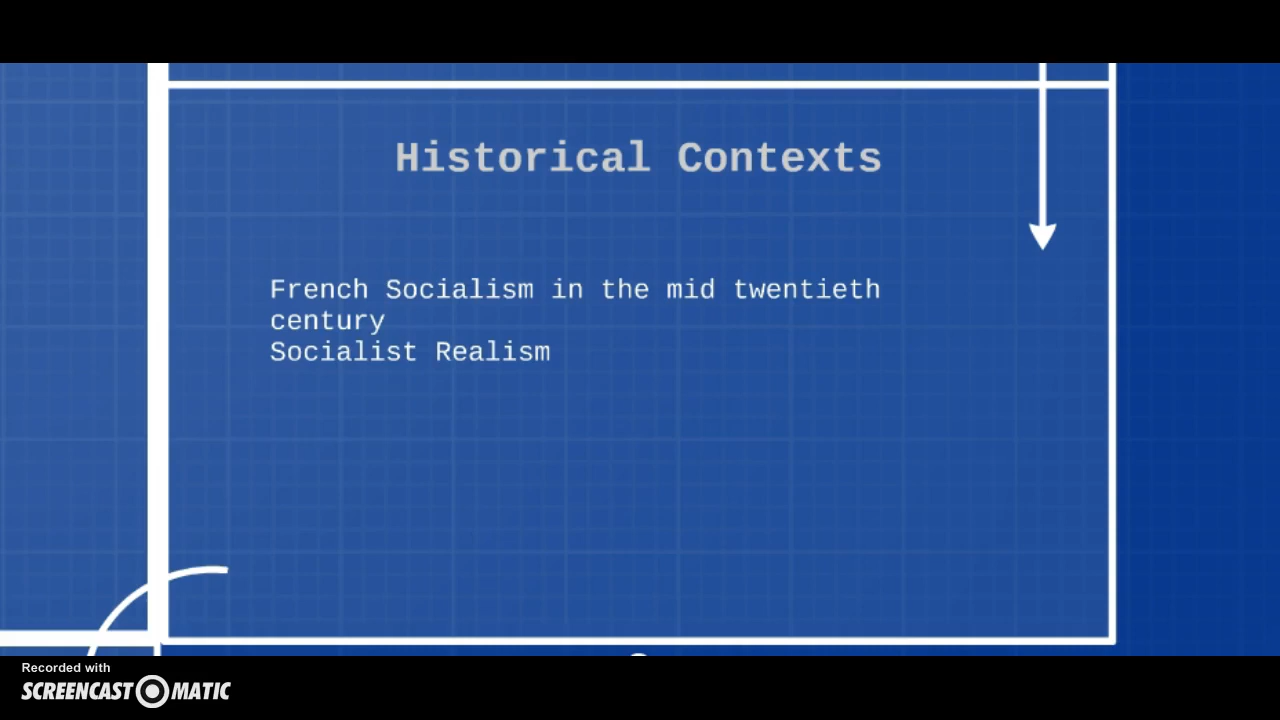 Historical Contexts
French Socialism in the mid twentieth
century
Socialist Realism
Recorded with
SCREENCAST MATIC